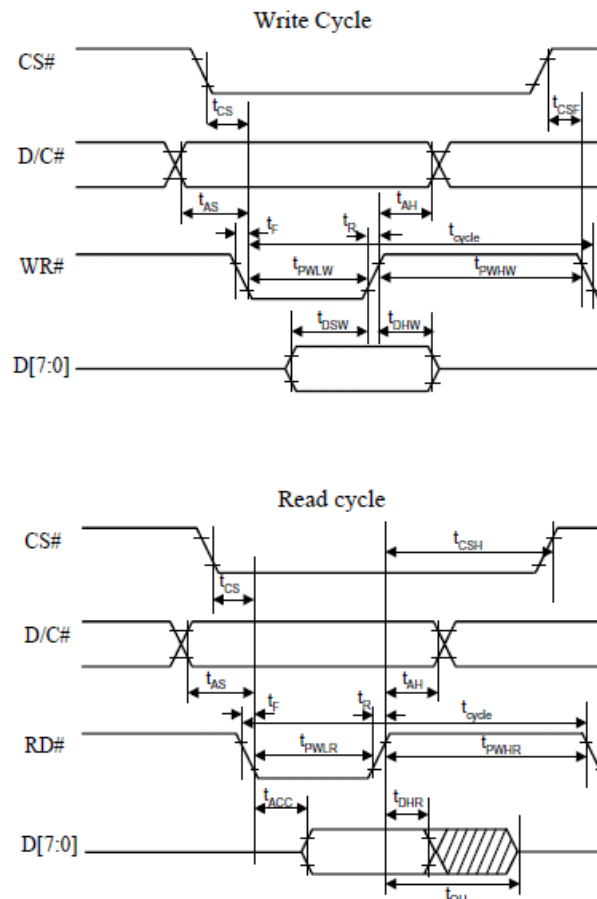 Write Cycle
CS#
tCS
tCSF
D/C#
tAS
tAH
tF
tR
tcycle
WR#
tPWLW
tPWHW
tDSW
tDHW
D[7:0]
Read cycle
CS#
tCSH
tCS
D/C#
tAS
tAH
tF
tR
tcycle
RD#
tPWLR
tPWHR
tACC
tDHR
D[7:0]